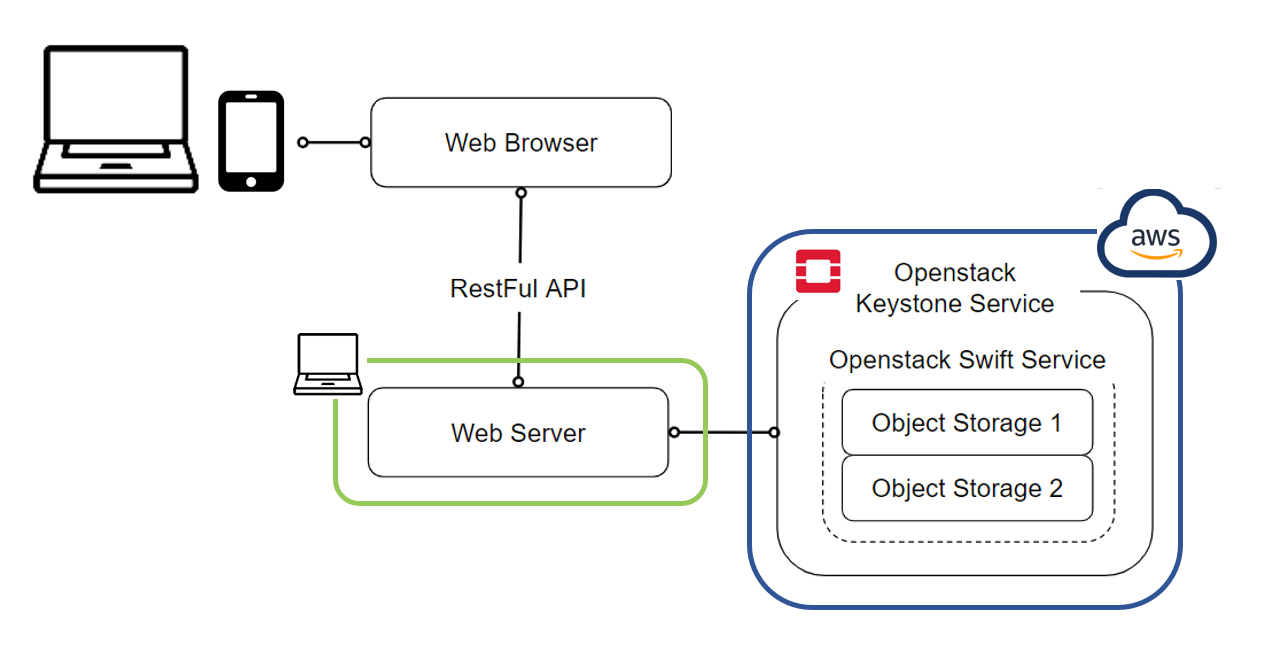 Web Browser
RestFul API
Web Server
aws
Openstack
Keystone Service
Openstack Swift Service
Object Storage 1
Object Storage 2